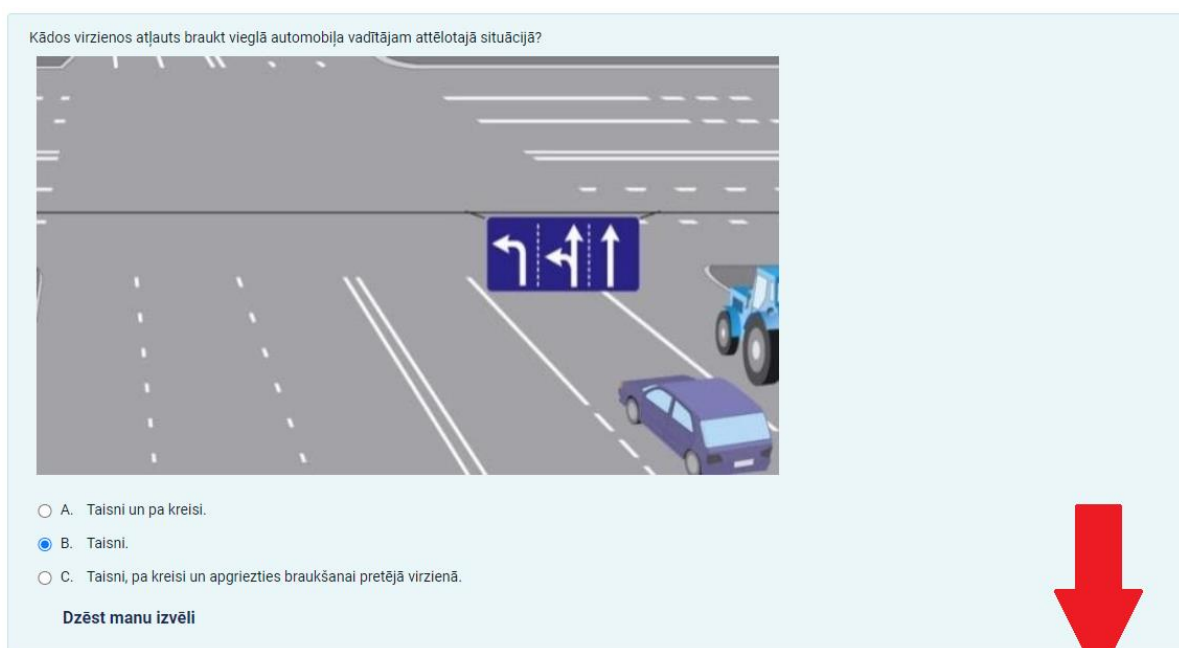 Kādos virzienos atļauts braukt vieglā automobiļa vadītājam attēlotajā situācijā?
A. Taisni un pa kreisi.
B. Taisni.
C. Taisni, pa kreisi un apgriezties braukšanai pretējā virzienā.
Dzēst manu izvēli